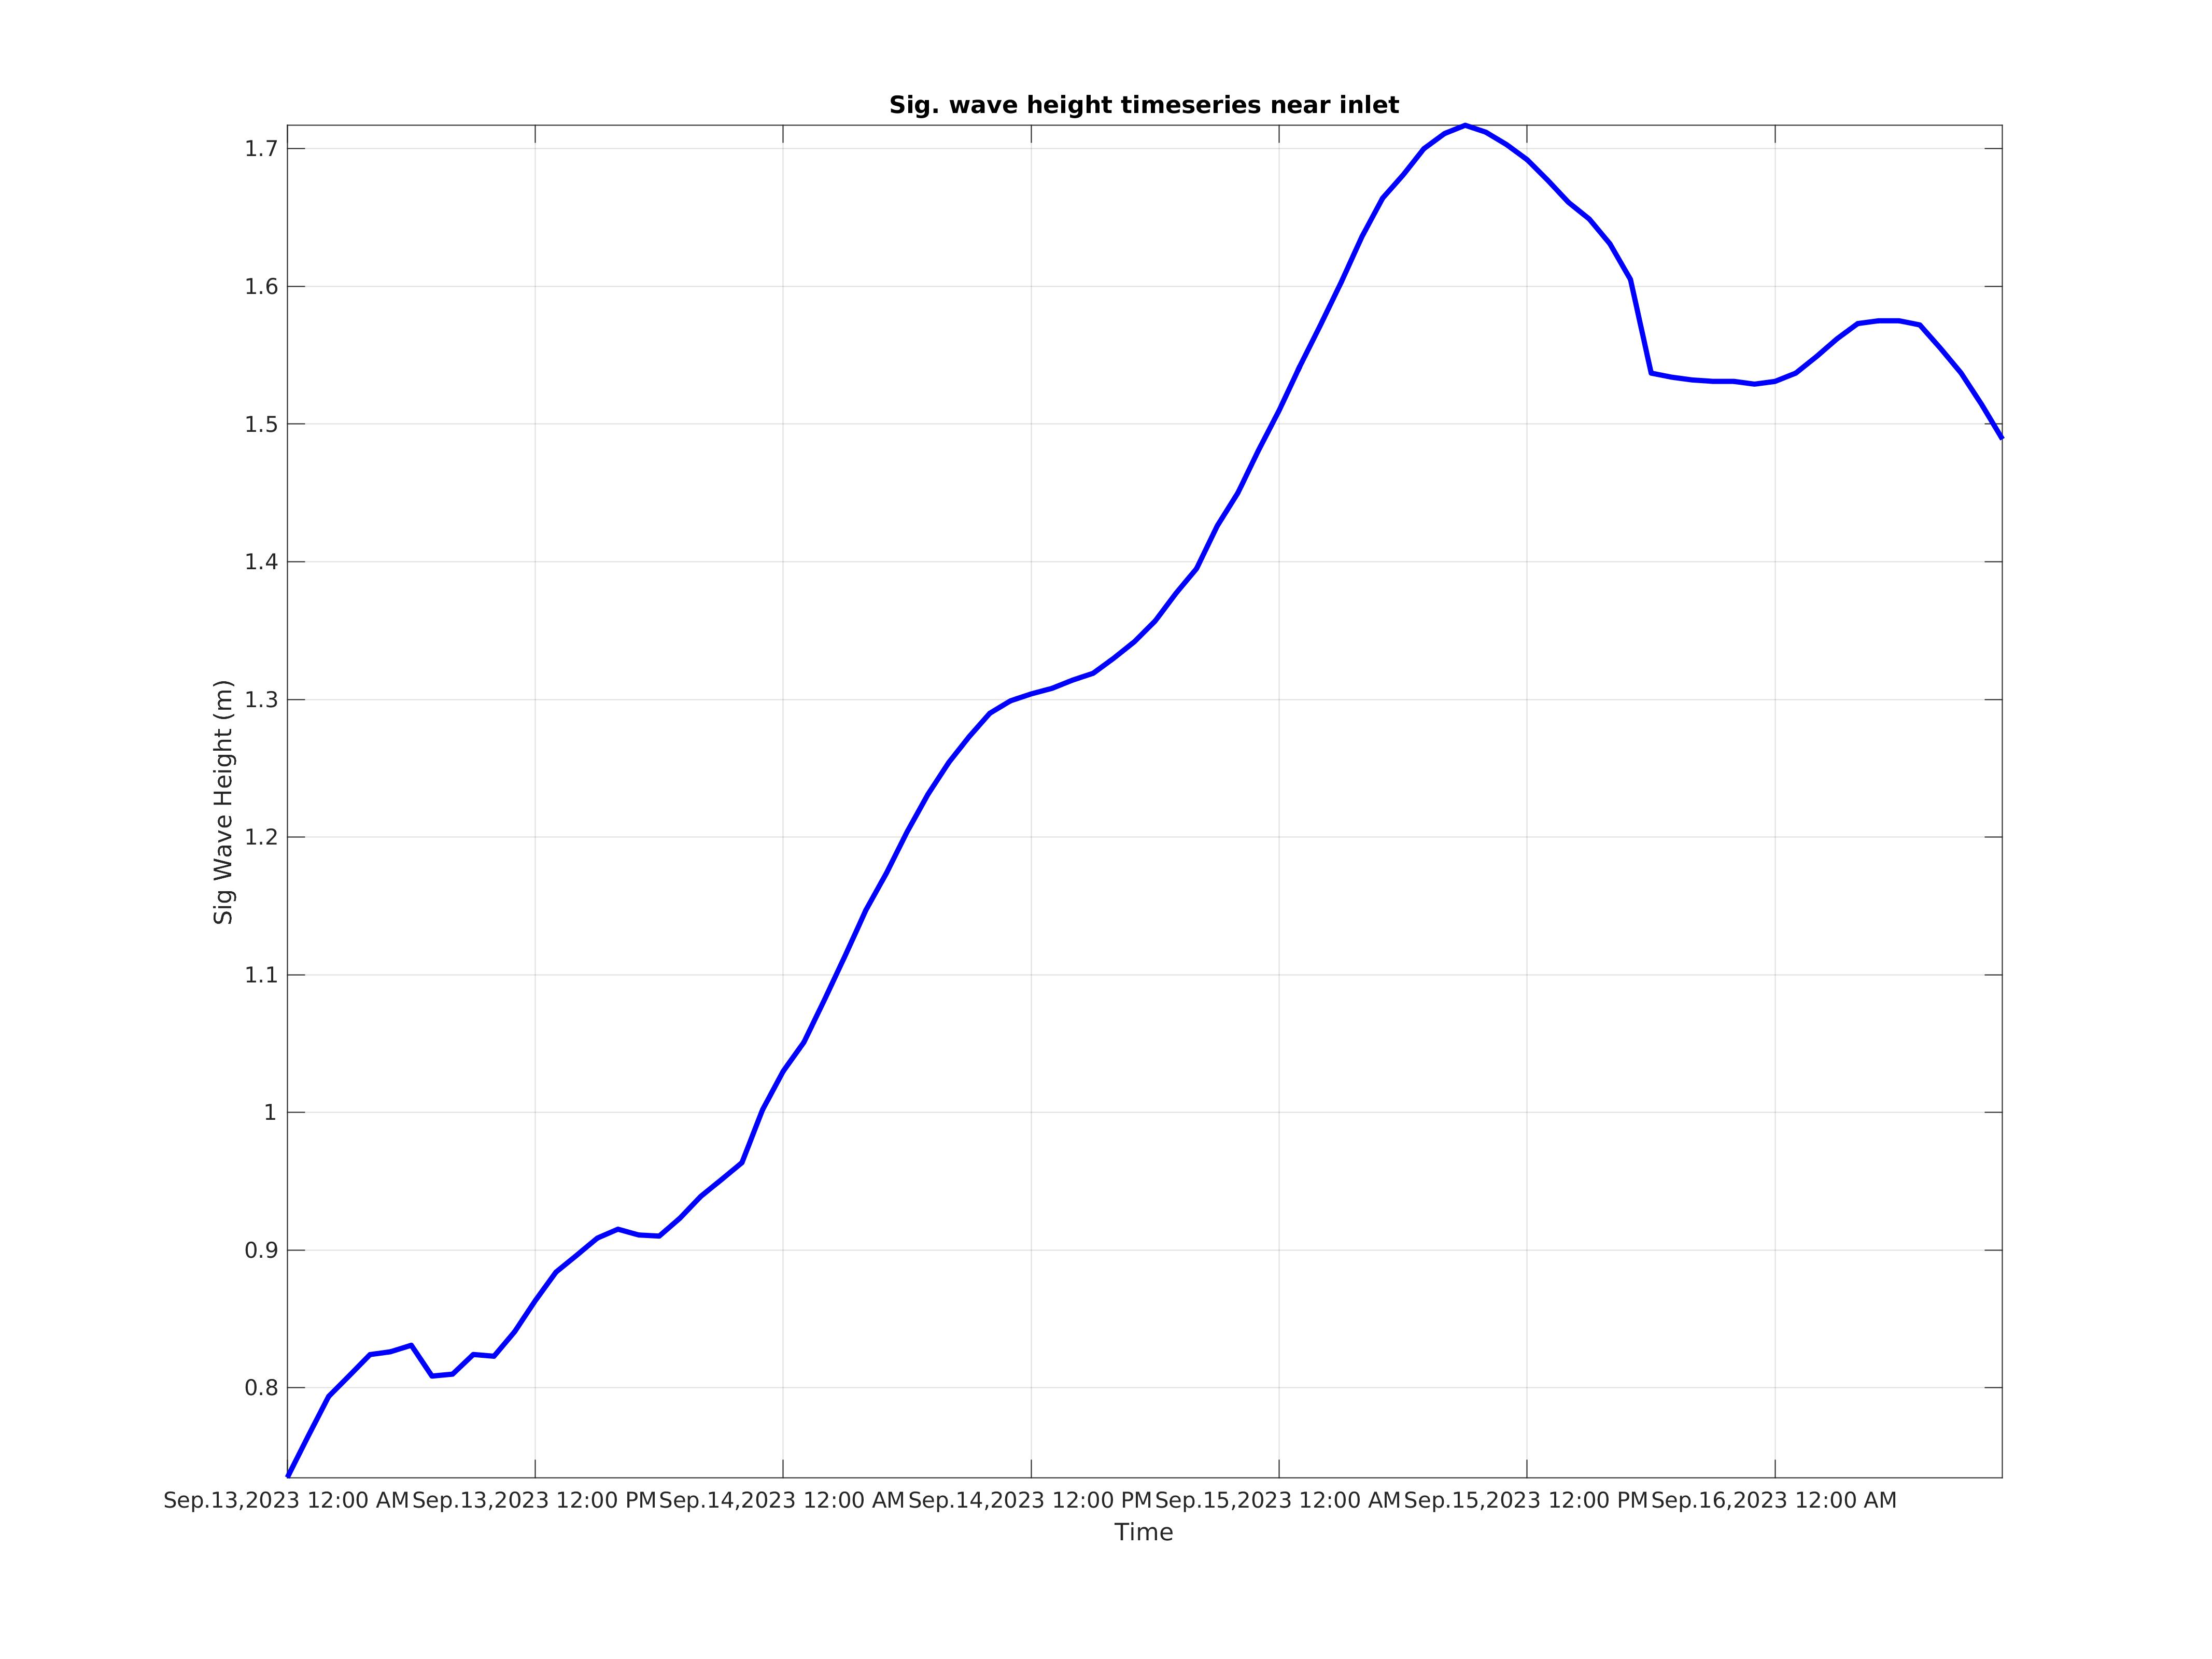 Sig. wave height timeseries near inlet
1.7
1.6
1.5
1.4
1.3
1.2
1.1
1
0.9
0.8
Sig Wave Height (m)
Sep.13,2023 12:00 AM Sep.13,2023 12:00 PM Sep.14,2023 12:00 AM Sep.14,2023 12:00 PM Sep.15,2023 12:00 AM Sep.15,2023 12:00 PM Sep.16,2023 12:00 AM
Time